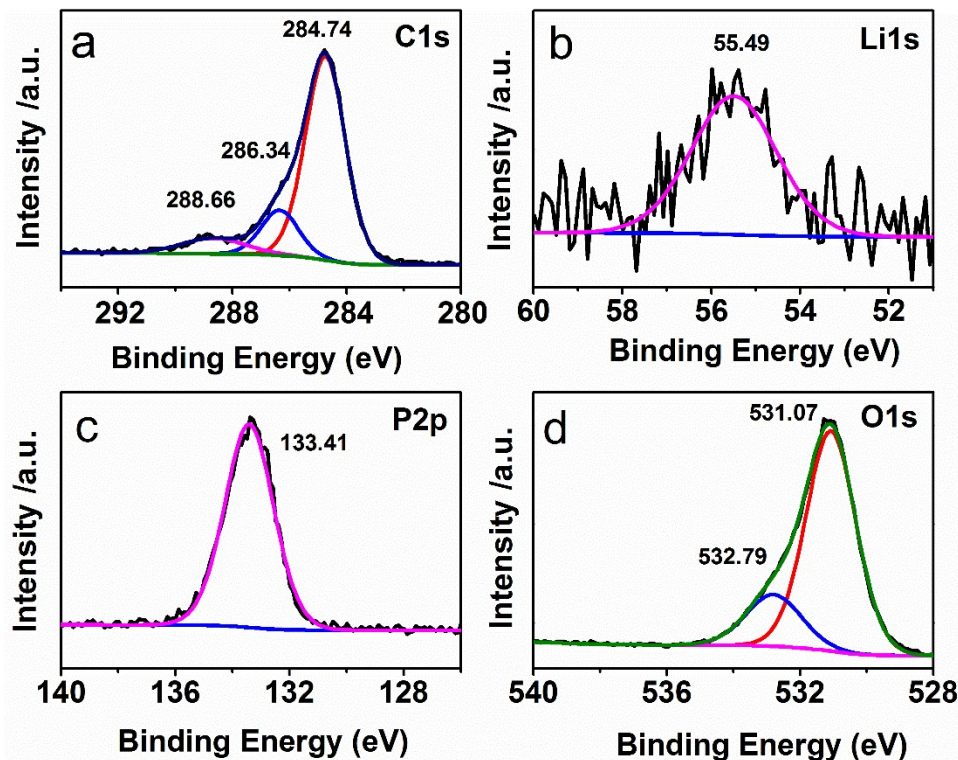 a
284.74
C1s
286.34
288.66
Intensity /a.u.
292 288 284 280
Binding Energy (eV)
b
55.49
Li1s
Intensity /a.u.
60 58 56 54 52
Binding Energy (eV)
c
P2p
133.41
Intensity /a.u.
140 136 132 128
Binding Energy (eV)
d
531.07
O1s
532.79
Intensity /a.u.
540 536 532 528
Binding Energy (eV)